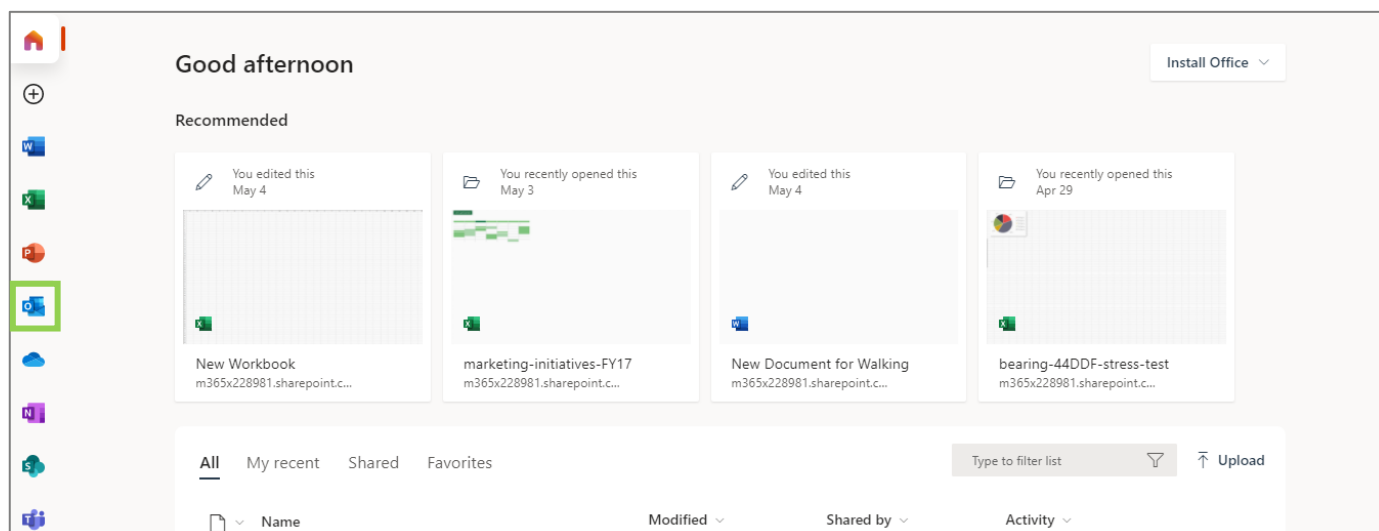 Good afternoon
Install Office
Recommended
You edited this
May 4
New Workbook
m365x228981.sharepoint.c...
You recently opened this
May 3
marketing-initiatives-FY17
m365x228981.sharepoint.c...
You edited this
May 4
New Document for Walking
m365x228981.sharepoint.c...
You recently opened this
Apr 29
bearing-44DDF-stress-test
m365x228981.sharepoint.c...
All My recent Shared Favorites
Type to filter list
Upload
Name Modified Shared by Activity